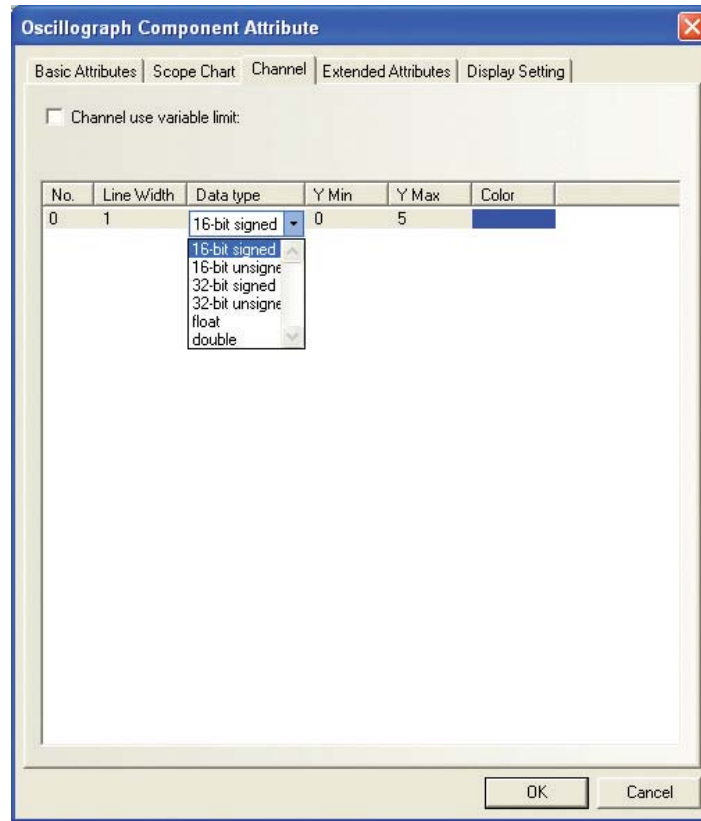 Oscillograph Component Attribute
Basic Attributes Scope Chart Channel Extended Attributes Display Setting
Channel use variable limit:
No. Line Width Data type Y Min Y Max Color
0 1 16-bit signed 0 5
16-bit signed
16-bit unsigne
32-bit signed
32-bit unsigne
float
double
OK Cancel